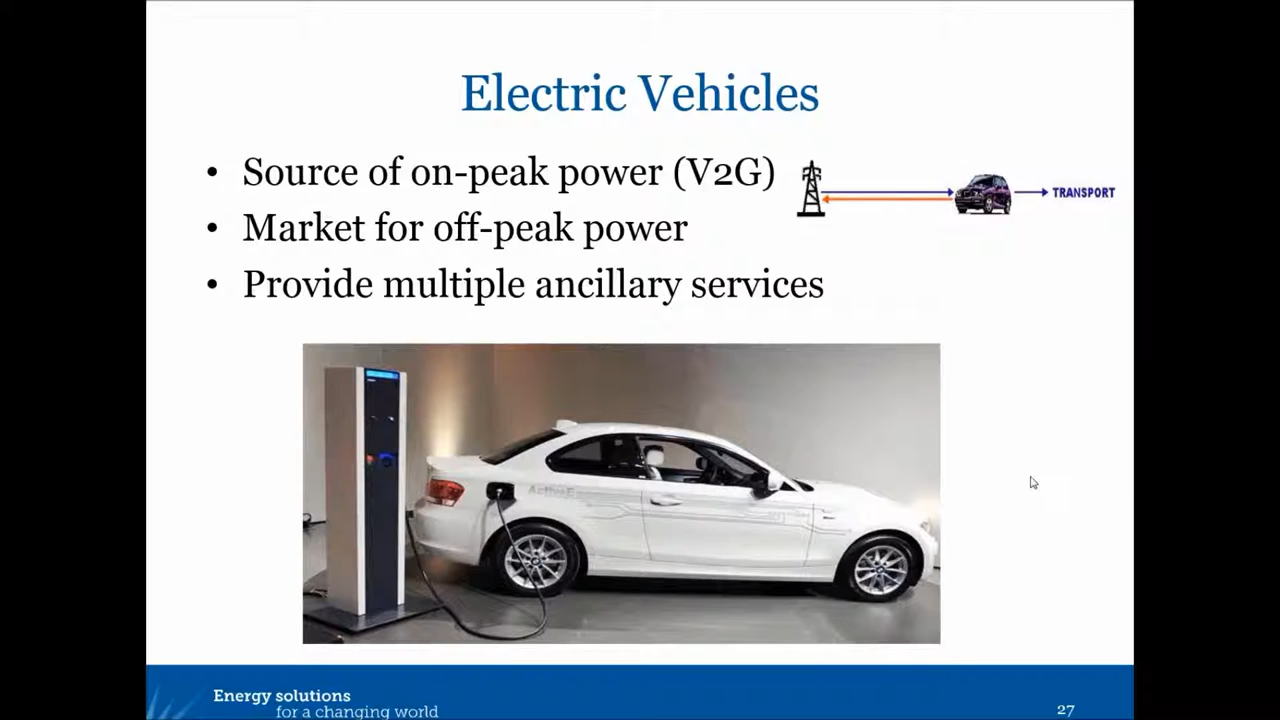 Electric Vehicles
• Source of on-peak power (V2G)
TRANSPORT
• Market for off-peak power
• Provide multiple ancillary services
ActiveE
Energy solutions
for a changing world
27